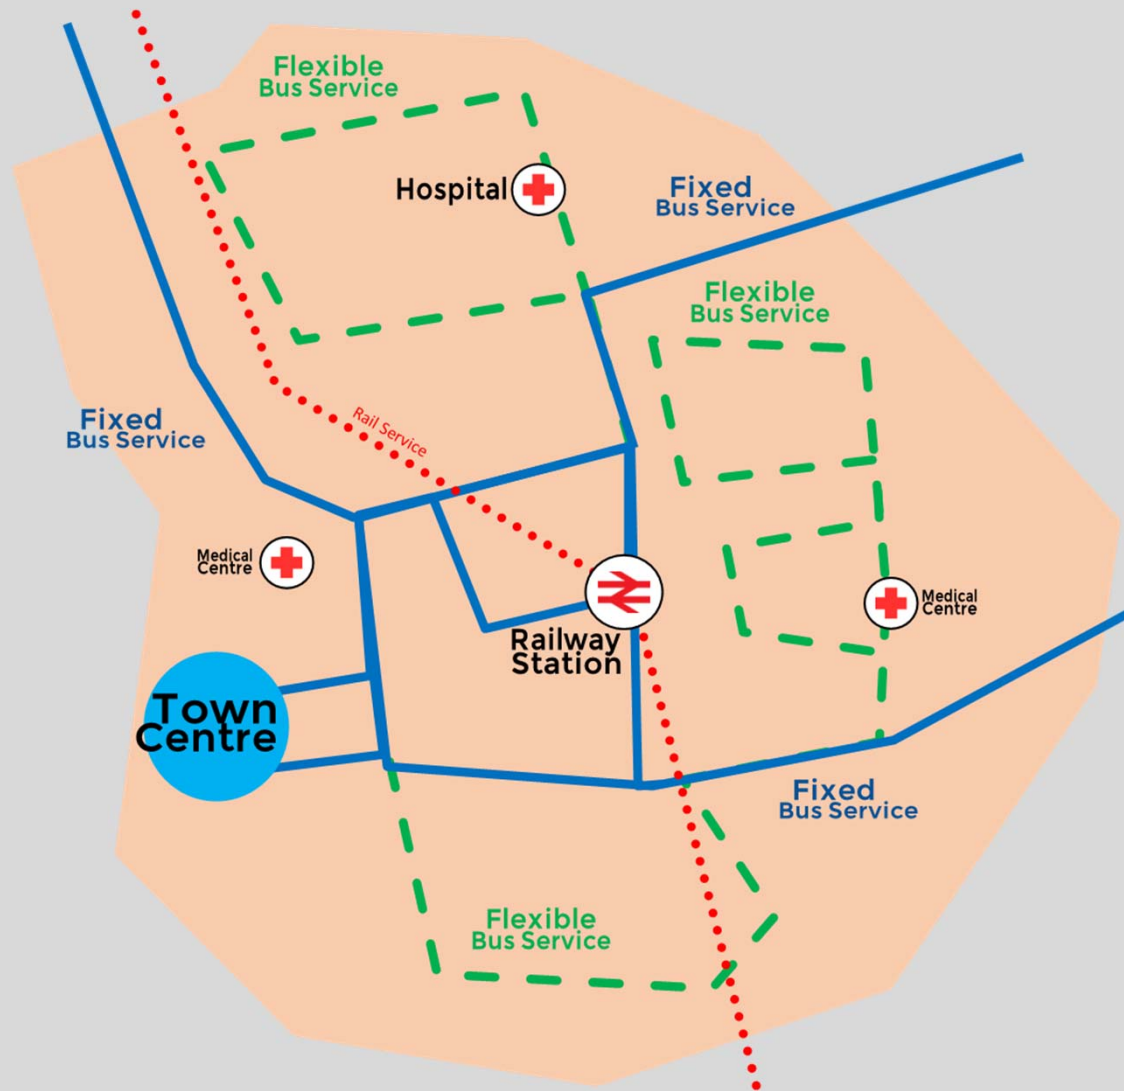 Flexible
Bus Service
Hospital
Fixed
Bus Service
Flexible
Bus Service
Rail Service
Fixed
Bus Service
Medical
Centre
Medical
Centre
Railway
Station
Town
Centre
Fixed
Bus Service
Flexible
Bus Service